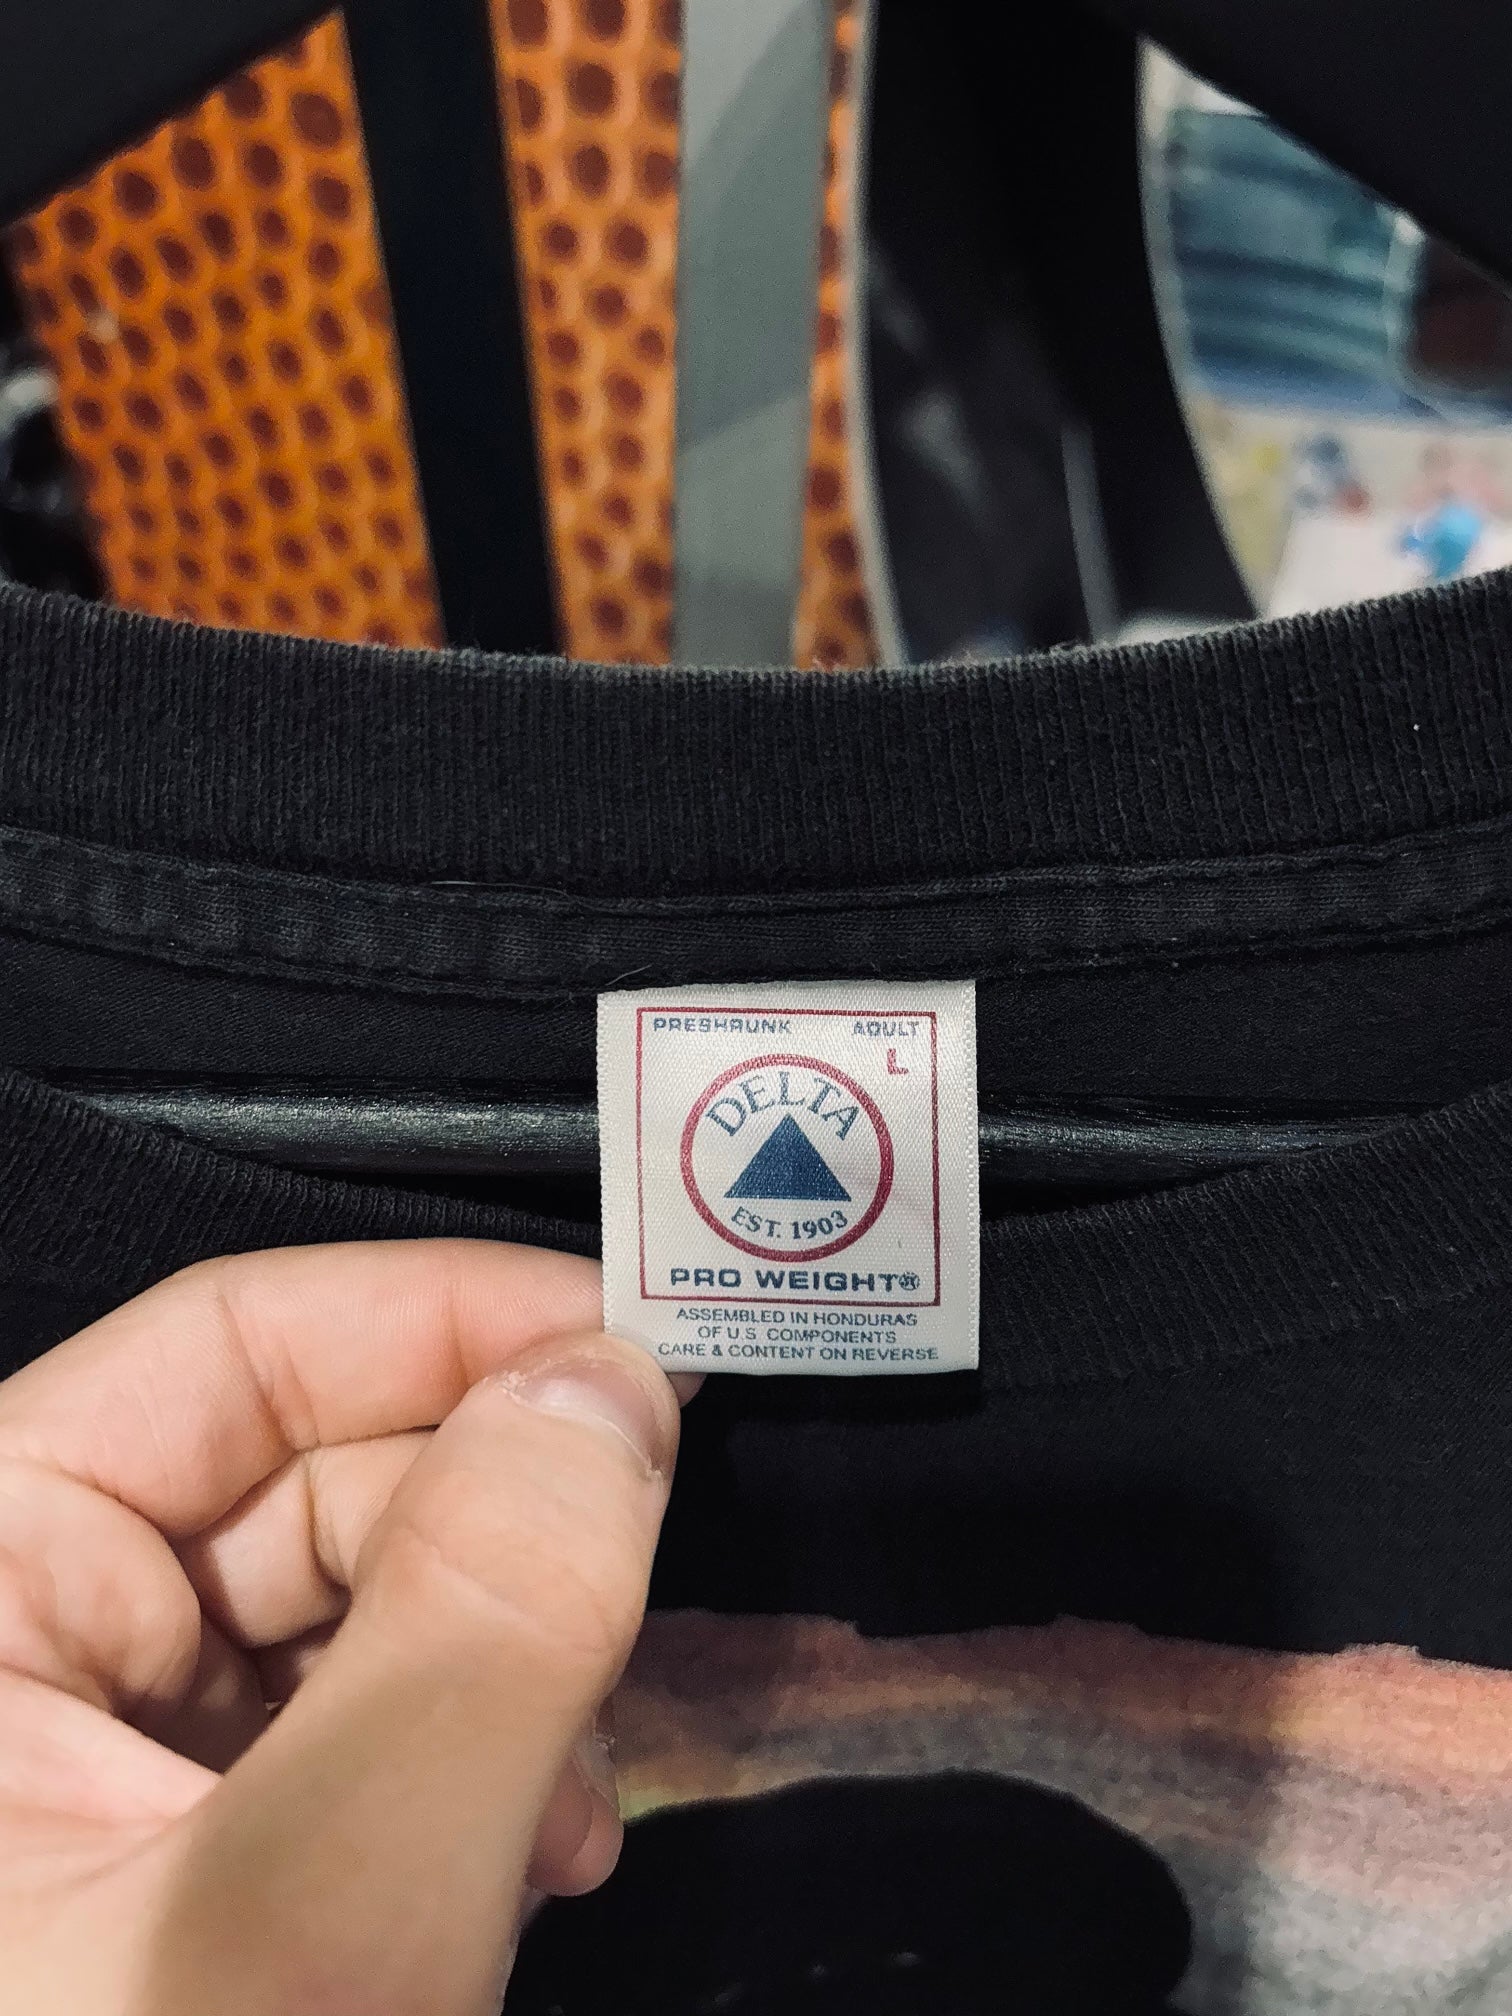 PRESHRUNK ADULT
L
DELTA
EST. 1903
PRO WEIGHT®
ASSEMBLED IN HONDURAS
OF U.S. COMPONENTS
CARE & CONTENT ON REVERSE